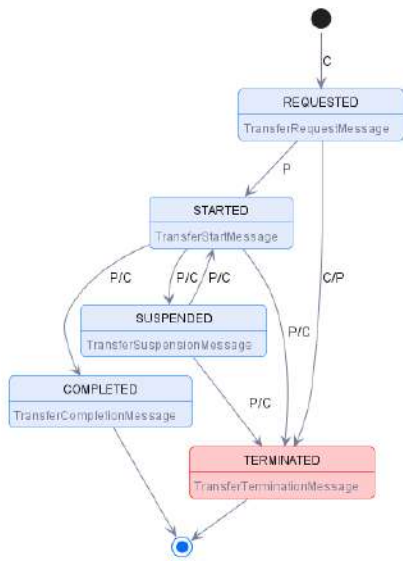 C
REQUESTED
TransferRequestMessage
P
STARTED
TransferStartMessage
P/C
P/C
P/C
C/P
SUSPENDED
TransferSuspensionMessage
P/C
COMPLETED
TransferCompletionMessage
P/C
TERMINATED
TransferTerminationMessage